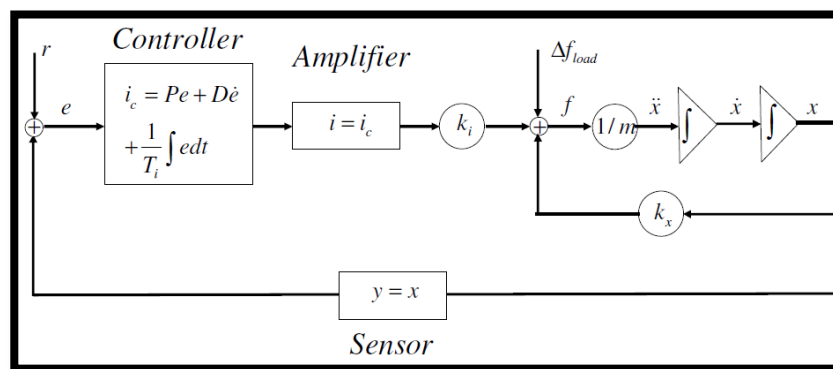 Controller
Amplifier
r
Δf_load
e
i_c = Pe + Dė
+ 1/T_i ∫ edt
i = i_c
k_i
+
+
f
1/m
ẍ
∫
ẋ
∫
x
k_x
y = x
Sensor